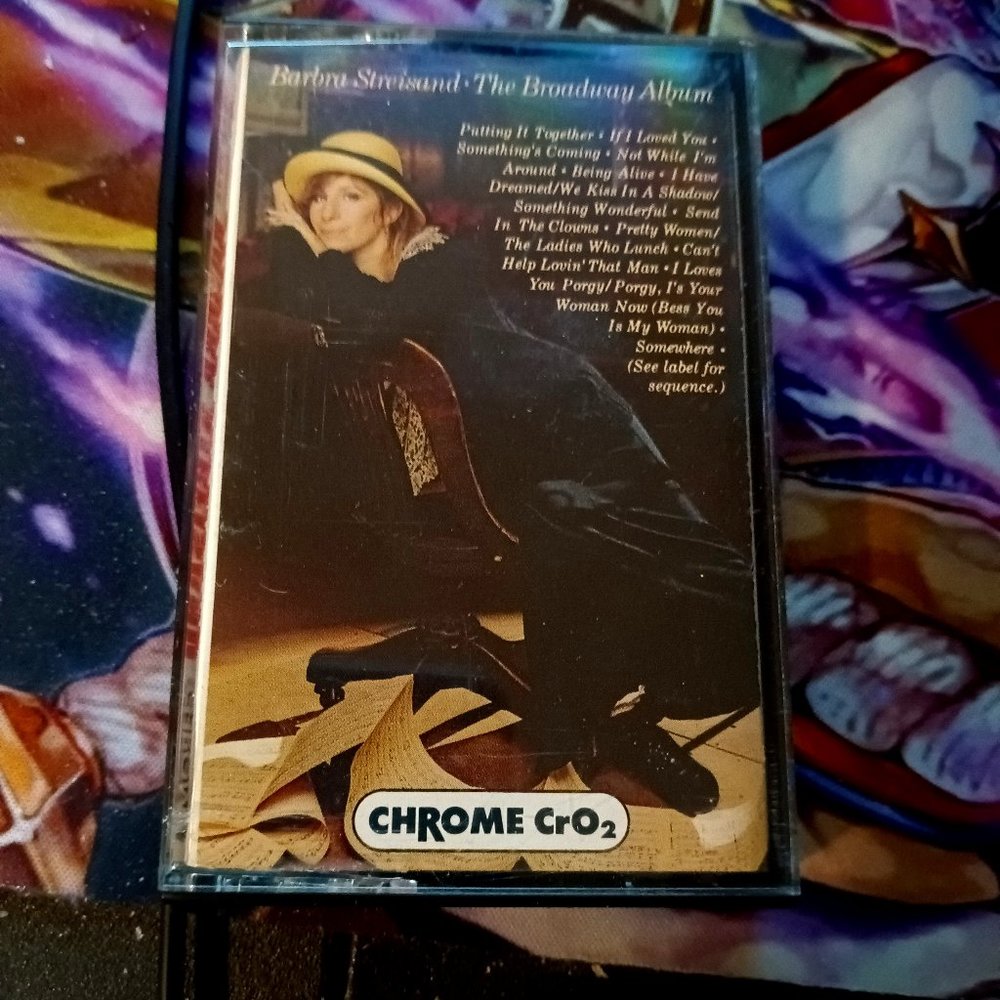 Barbra Streisand • The Broadway Album
Putting It Together • If I Loved You •
Something's Coming • Not While I'm
Around • Being Alive • I Have
Dreamed/We Kiss In A Shadow/
Something Wonderful • Send
In The Clowns • Pretty Women/
The Ladies Who Lunch • Can't
Help Lovin' That Man • I Loves
You Porgy/Porgy, I's Your
Woman Now (Bess You
Is My Woman) •
Somewhere •
(See label for
sequence.)
CHROME CrO₂